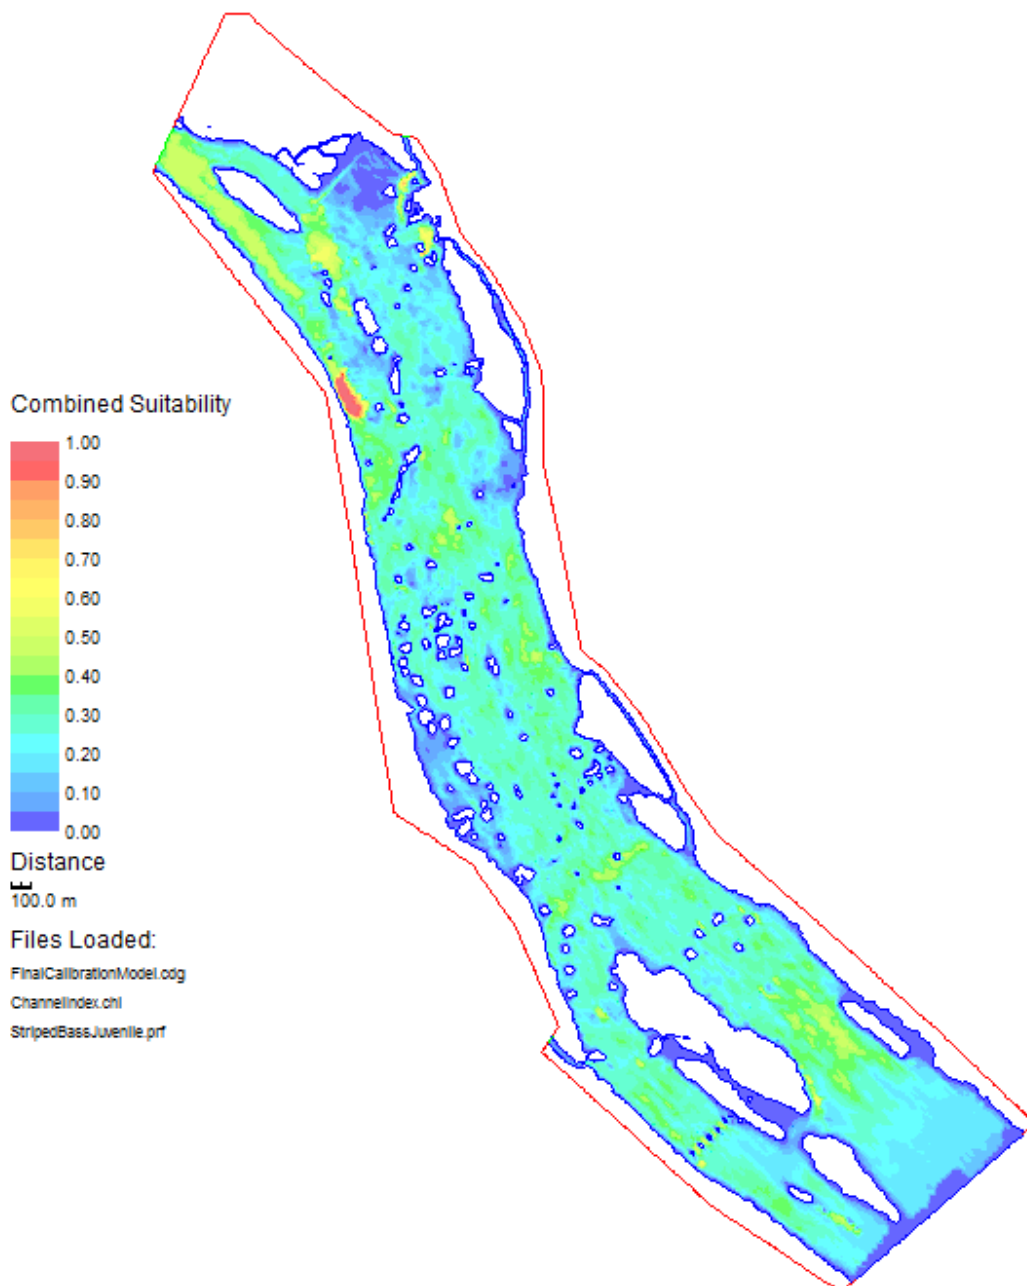 Combined Suitability
1.00
0.90
0.80
0.70
0.60
0.50
0.40
0.30
0.20
0.10
0.00
Distance
100.0 m
Files Loaded:
FinalCalibrationModel.cdg
ChannelIndex.chi
StripedBassJuvenile.prf